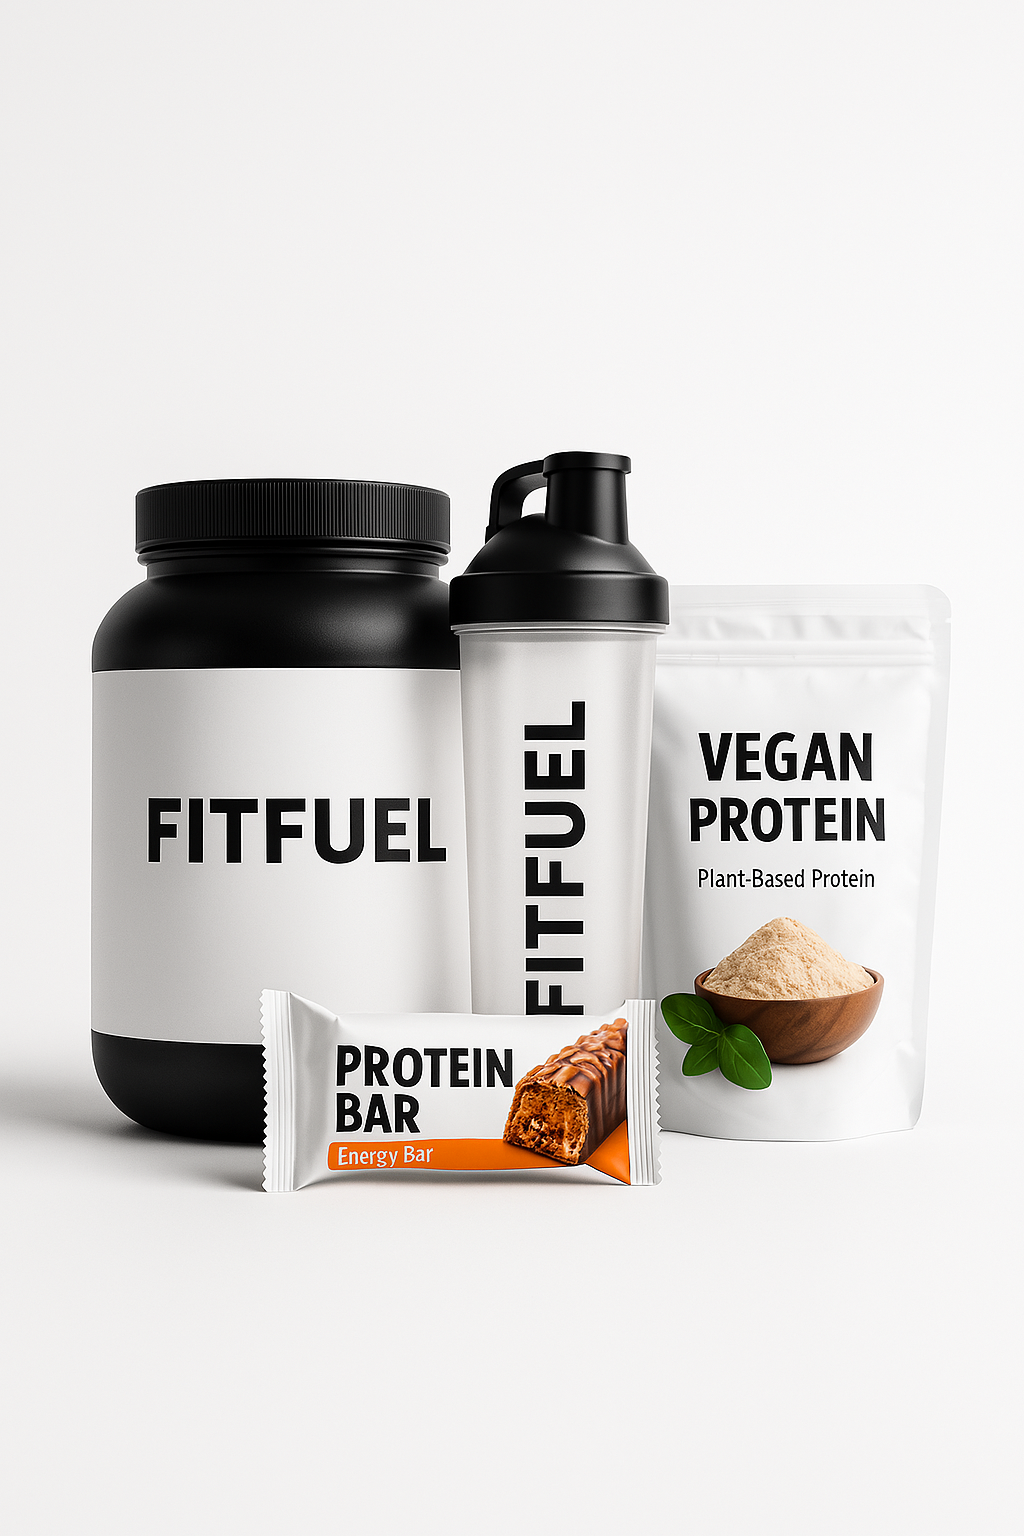 FITFUEL
FITFUEL
VEGAN
PROTEIN
Plant-Based Protein
PROTEIN
BAR
Energy Bar